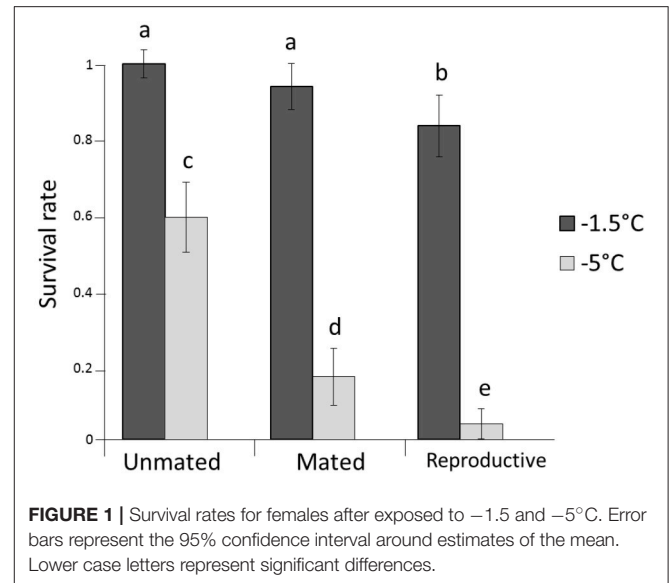 a
a
b
c
d
e
1
0.8
0.6
0.4
0.2
0
Survival rate
-1.5°C
-5°C
Unmated
Mated
Reproductive
FIGURE 1 | Survival rates for females after exposed to −1.5 and −5°C. Error
bars represent the 95% confidence interval around estimates of the mean.
Lower case letters represent significant differences.